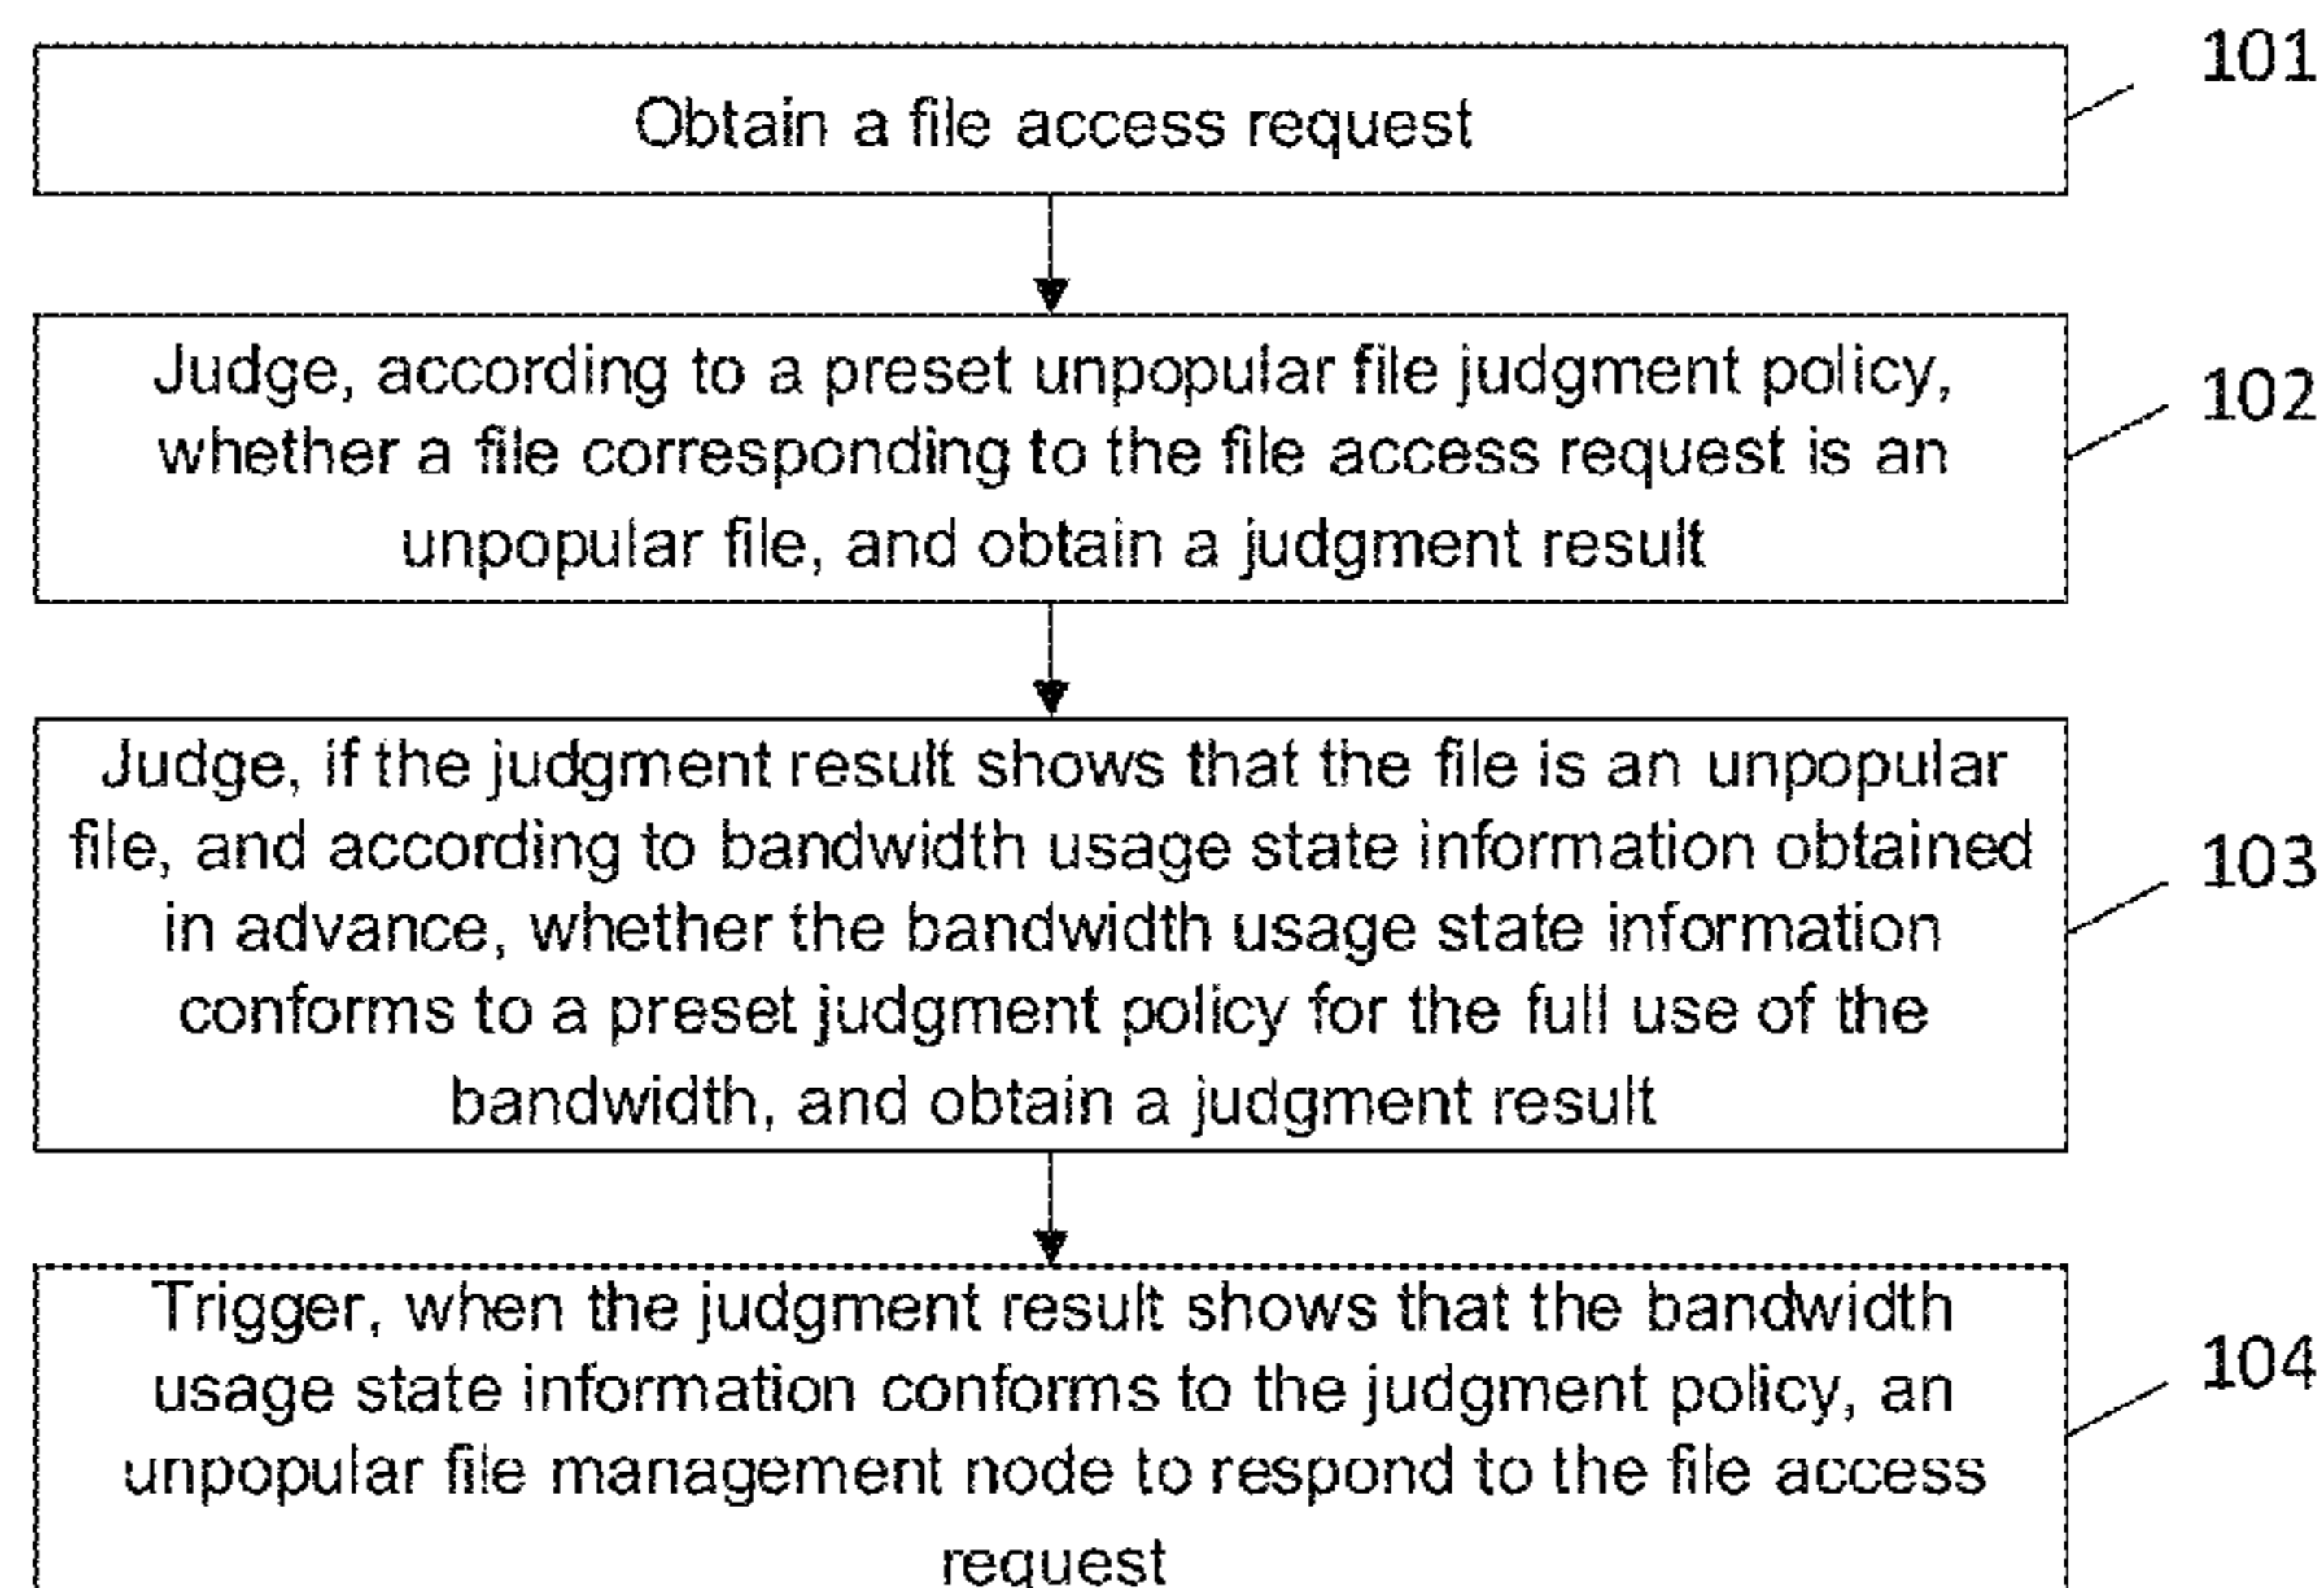 101
Obtain a file access request
Judge, according to a preset unpopular file judgment policy,
102
whether a file corresponding to the file access request is an
unpopular file, and obtain a judgment result
Judge, if the judgment result shows that the file is an unpopular
file, and according to bandwidth usage state information obtained
103
in advance, whether the bandwidth usage state information
conforms to a preset judgment policy for the full use of the
bandwidth, and obtain a judgment result
Trigger, when the judgment result shows that the bandwidth
104
usage state information conforms to the judgment policy, an
unpopular file management node to respond to the file access
request